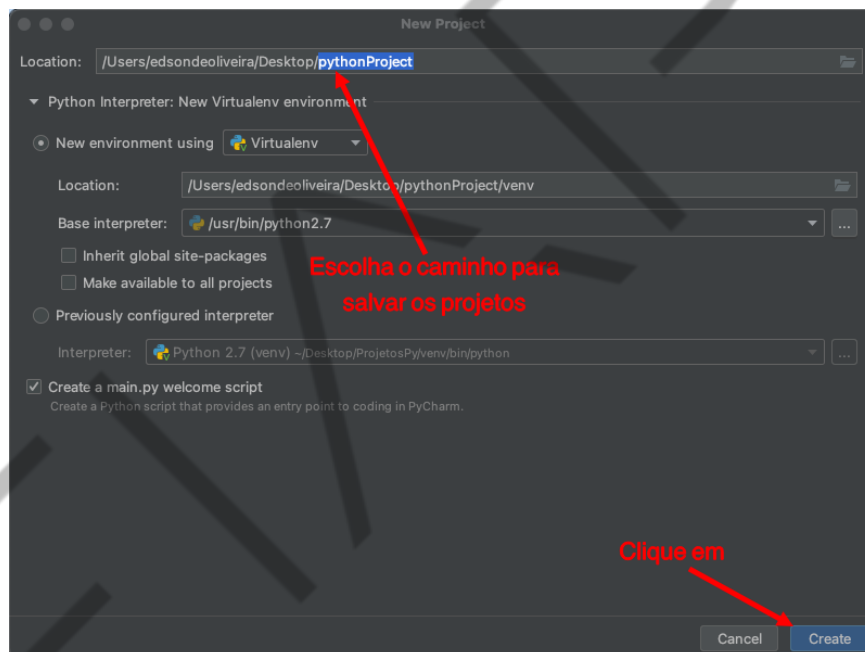 New Project
Location: /Users/edsondeoliveira/Desktop/pythonProject
Python Interpreter: New Virtualenv environment
New environment using Virtualenv
Location: /Users/edsondeoliveira/Desktop/pythonProject/venv
Base interpreter: /usr/bin/python2.7 ...
Inherit global site-packages
Make available to all projects
Escolha o caminho para
salvar os projetos
Previously configured interpreter
Interpreter: Python 2.7 (venv) ~/Desktop/ProjetosPy/venv/bin/python ...
Create a main.py welcome script
Create a Python script that provides an entry point to coding in PyCharm.
Clique em
Cancel Create